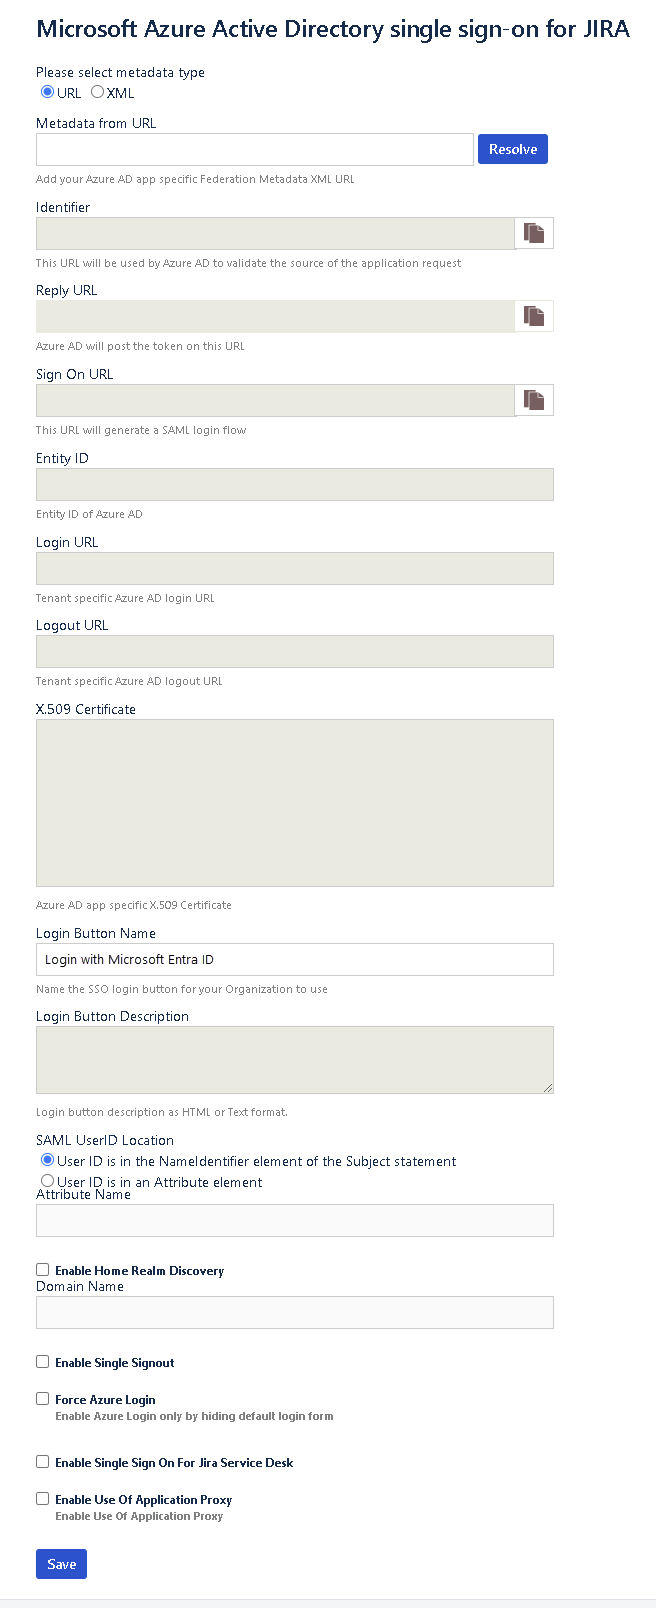 Microsoft Azure Active Directory single sign-on for JIRA
Please select metadata type
URL XML
Metadata from URL
Resolve
Add your Azure AD app specific Federation Metadata XML URL
Identifier
This URL will be used by Azure AD to validate the source of the application request
Reply URL
Azure AD will post the token on this URL
Sign On URL
This URL will generate a SAML login flow
Entity ID
Entity ID of Azure AD
Login URL
Tenant specific Azure AD login URL
Logout URL
Tenant specific Azure AD logout URL
X.509 Certificate
Azure AD app specific X.509 Certificate
Login Button Name
Login with Microsoft Entra ID
Name the SSO login button for your Organization to use
Login Button Description
Login button description as HTML or Text format.
SAML UserID Location
User ID is in the NameIdentifier element of the Subject statement
User ID is in an Attribute element
Attribute Name
Enable Home Realm Discovery
Domain Name
Enable Single Signout
Force Azure Login
Enable Azure Login only by hiding default login form
Enable Single Sign On For Jira Service Desk
Enable Use Of Application Proxy
Enable Use Of Application Proxy
Save